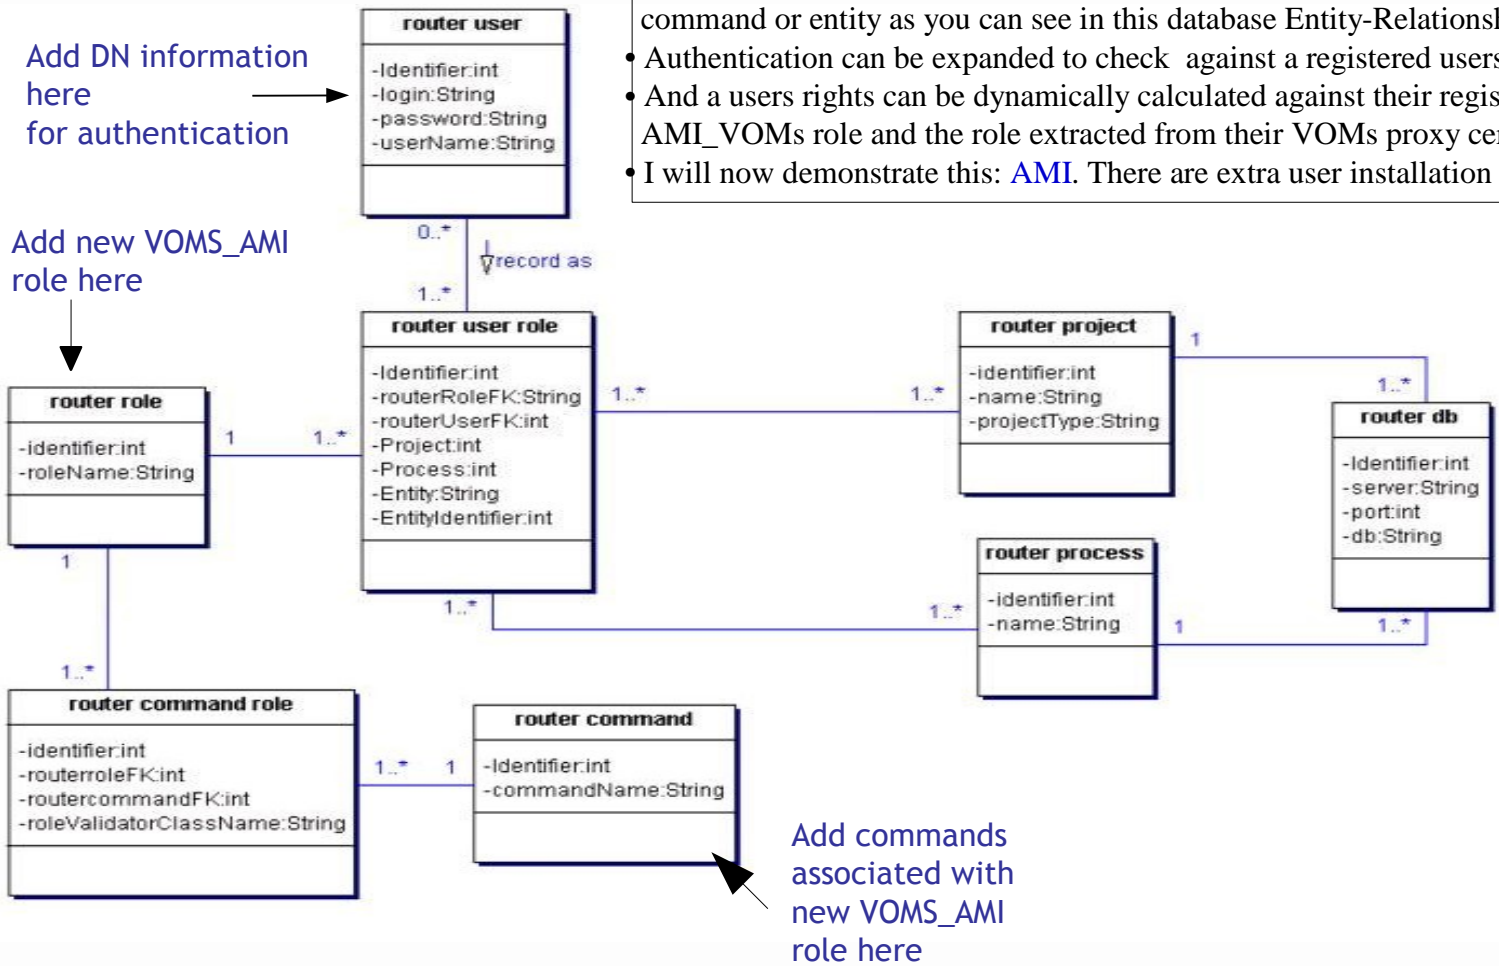 command or entity as you can see in this database Entity-Relations
• Authentication can be expanded to check against a registered users
• And a users rights can be dynamically calculated against their regis
AMI_VOMs role and the role extracted from their VOMs proxy cer
• I will now demonstrate this: AMI. There are extra user installation
Add DN information
here
for authentication
router user
-Identifier:int
-login:String
-password:String
-userName:String
0..*
record as
1..*
Add new VOMS_AMI
role here
router user role
-Identifier:int
-routerRoleFK:String
-routerUserFK:int
-Project:int
-Process:int
-Entity:String
-EntityIdentifier:int
1..*
1..*
router project
-identifier:int
-name:String
-projectType:String
1
1..*
router db
-Identifier:int
-server:String
-port:int
-db:String
1..*
router role
-identifier:int
-roleName:String
1
1..*
1
1..*
1..*
1..*
router process
-identifier:int
-name:String
1
router command role
-identifier:int
-routerroleFK:int
-routercommandFK:int
-roleValidatorClassName:String
1..*
1
router command
-Identifier:int
-commandName:String
Add commands
associated with
new VOMS_AMI
role here